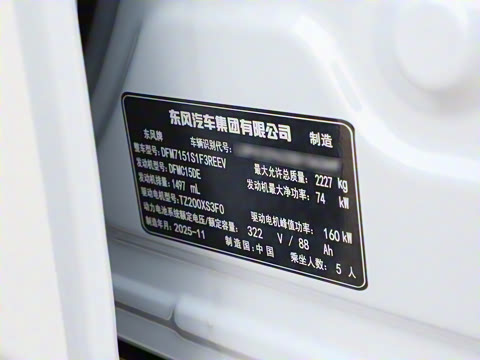 东风汽车集团有限公司 制造
东风牌 车辆识别代号:
整车型号: DFM7151S1F3REEV 最大允许总质量: 2227 kg
发动机型号: DFMC15DE 发动机最大净功率: 74 kW
发动机排量: 1497 mL
驱动电机型号: TZ200XS3F0 驱动电机峰值功率: 160 kW
动力电池系统额定电压/额定容量: 322 V / 88 Ah
制造年月: 2025-11 制造国: 中国 乘坐人数: 5 人